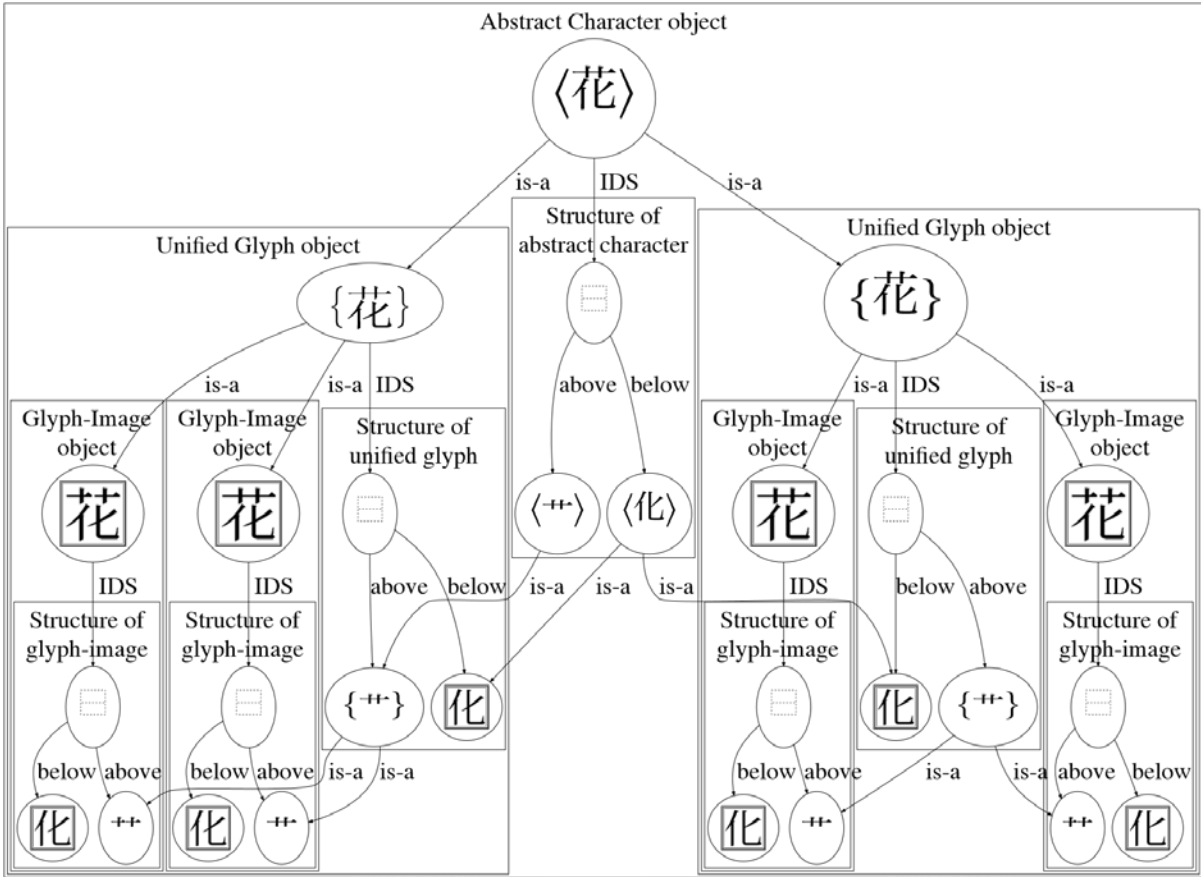 Abstract Character object
⟨花⟩
is-a
IDS
is-a
Structure of
abstract character
Unified Glyph object
Unified Glyph object
{花}
{花}
above
below
is-a
is-a
IDS
is-a
IDS
is-a
Glyph-Image
object
Glyph-Image
object
Structure of
unified glyph
Glyph-Image
object
Structure of
unified glyph
Glyph-Image
object
花
花
⟨艹⟩
⟨化⟩
花
花
IDS
IDS
above
below
is-a
is-a
is-a
IDS
below
above
IDS
Structure of
glyph-image
Structure of
glyph-image
Structure of
glyph-image
Structure of
glyph-image
{艹}
化
化
{艹}
below
above
below
above
is-a
is-a
below
above
is-a
is-a
above
below
化
艹
化
艹
化
艹
艹
化